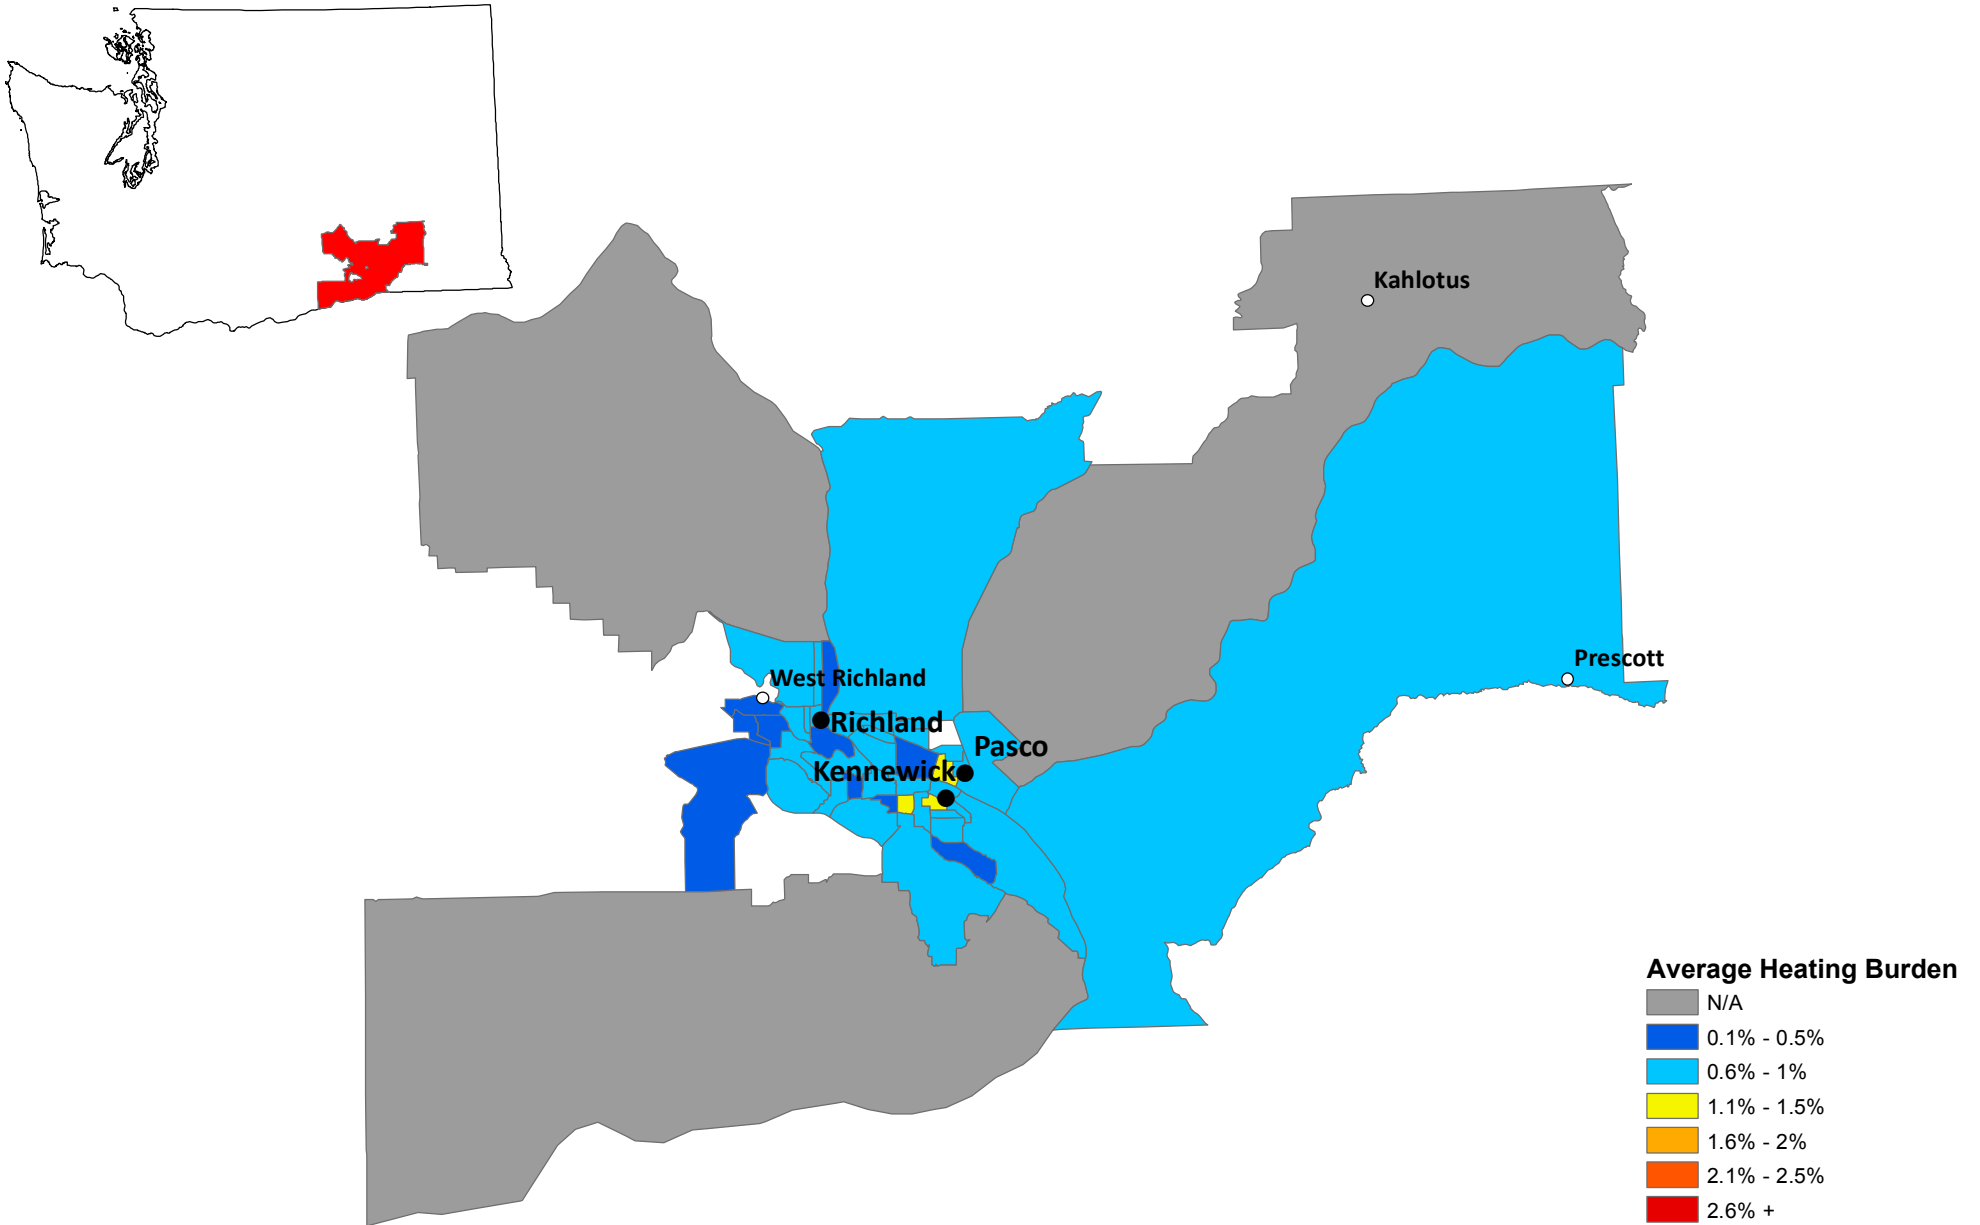 Kahlotus
Prescott
West Richland
Richland
Pasco
Kennewick
Average Heating Burden
N/A
0.1% - 0.5%
0.6% - 1%
1.1% - 1.5%
1.6% - 2%
2.1% - 2.5%
2.6% +